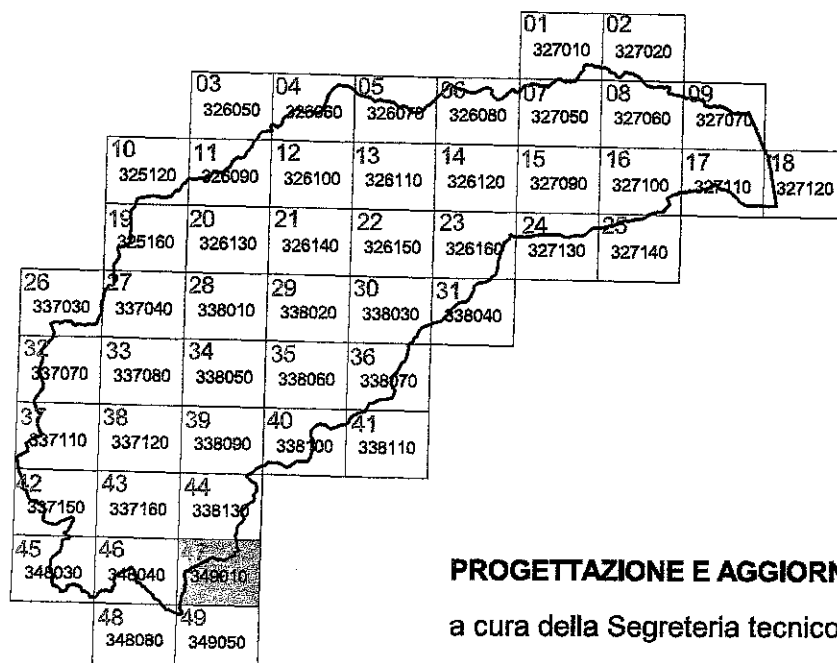 01 02
327010 327020
03 04 05 06 07 08 09
326050 326060 326070 326080 327050 327060 327070
10 11 12 13 14 15 16 17 18
325120 326090 326100 326110 326120 327090 327100 327110 327120
19 20 21 22 23 24 25
325160 326130 326140 326150 326160 327130 327140
26 27 28 29 30 31
337030 337040 338010 338020 338030 338040
32 33 34 35 36
337070 337080 338050 338060 338070
37 38 39 40 41
337110 337120 338090 338100 338110
42 43 44
337150 337160 338130
45 46 47
348030 348040 349010
48 49
348080 349050
PROGETTAZIONE E AGGIORN
a cura della Segreteria tecnico